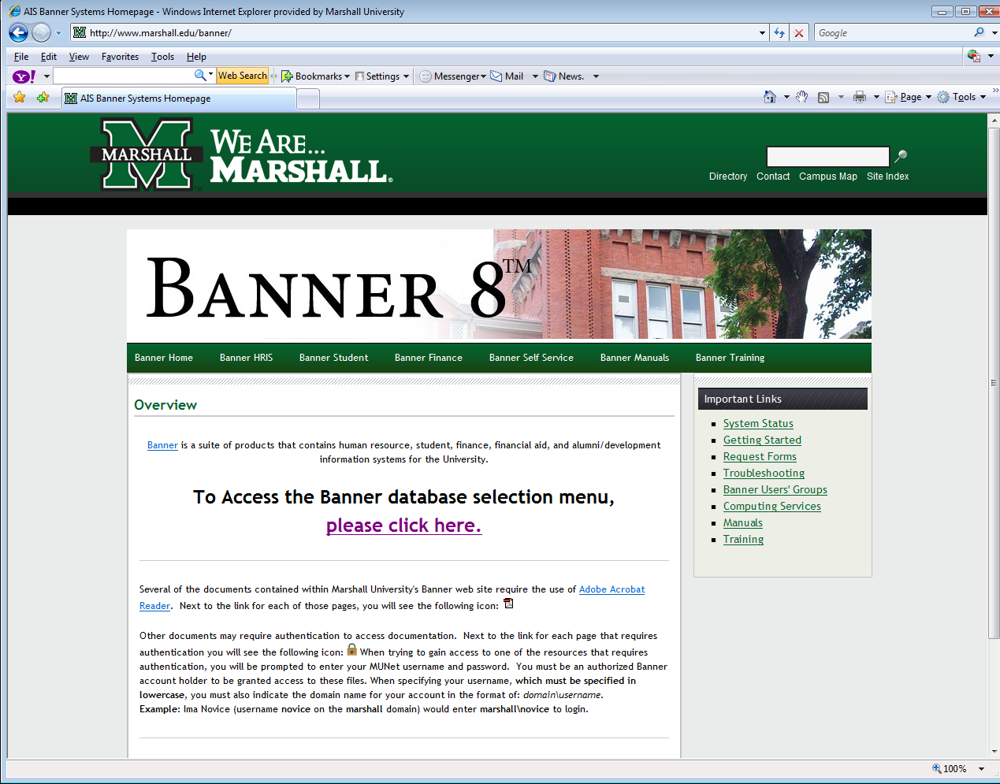 AIS Banner Systems Homepage - Windows Internet Explorer provided by Marshall University
http://www.marshall.edu/banner/
Google
File Edit View Favorites Tools Help
Y! Web Search Bookmarks Settings Messenger Mail News.
AIS Banner Systems Homepage
Page Tools
MARSHALL
WE ARE...
MARSHALL.®
Directory Contact Campus Map Site Index
BANNER 8™
Banner Home Banner HRIS Banner Student Banner Finance Banner Self Service Banner Manuals Banner Training
Overview
Banner is a suite of products that contains human resource, student, finance, financial aid, and alumni/development
information systems for the University.
To Access the Banner database selection menu,
please click here.
Several of the documents contained within Marshall University's Banner web site require the use of Adobe Acrobat
Reader. Next to the link for each of those pages, you will see the following icon:
Other documents may require authentication to access documentation. Next to the link for each page that requires
authentication you will see the following icon: When trying to gain access to one of the resources that requires
authentication, you will be prompted to enter your MUNet username and password. You must be an authorized Banner
account holder to be granted access to these files. When specifying your username, which must be specified in
lowercase, you must also indicate the domain name for your account in the format of: domain\username.
Example: Ima Novice (username novice on the marshall domain) would enter marshall\novice to login.
Important Links
System Status
Getting Started
Request Forms
Troubleshooting
Banner Users' Groups
Computing Services
Manuals
Training
100%